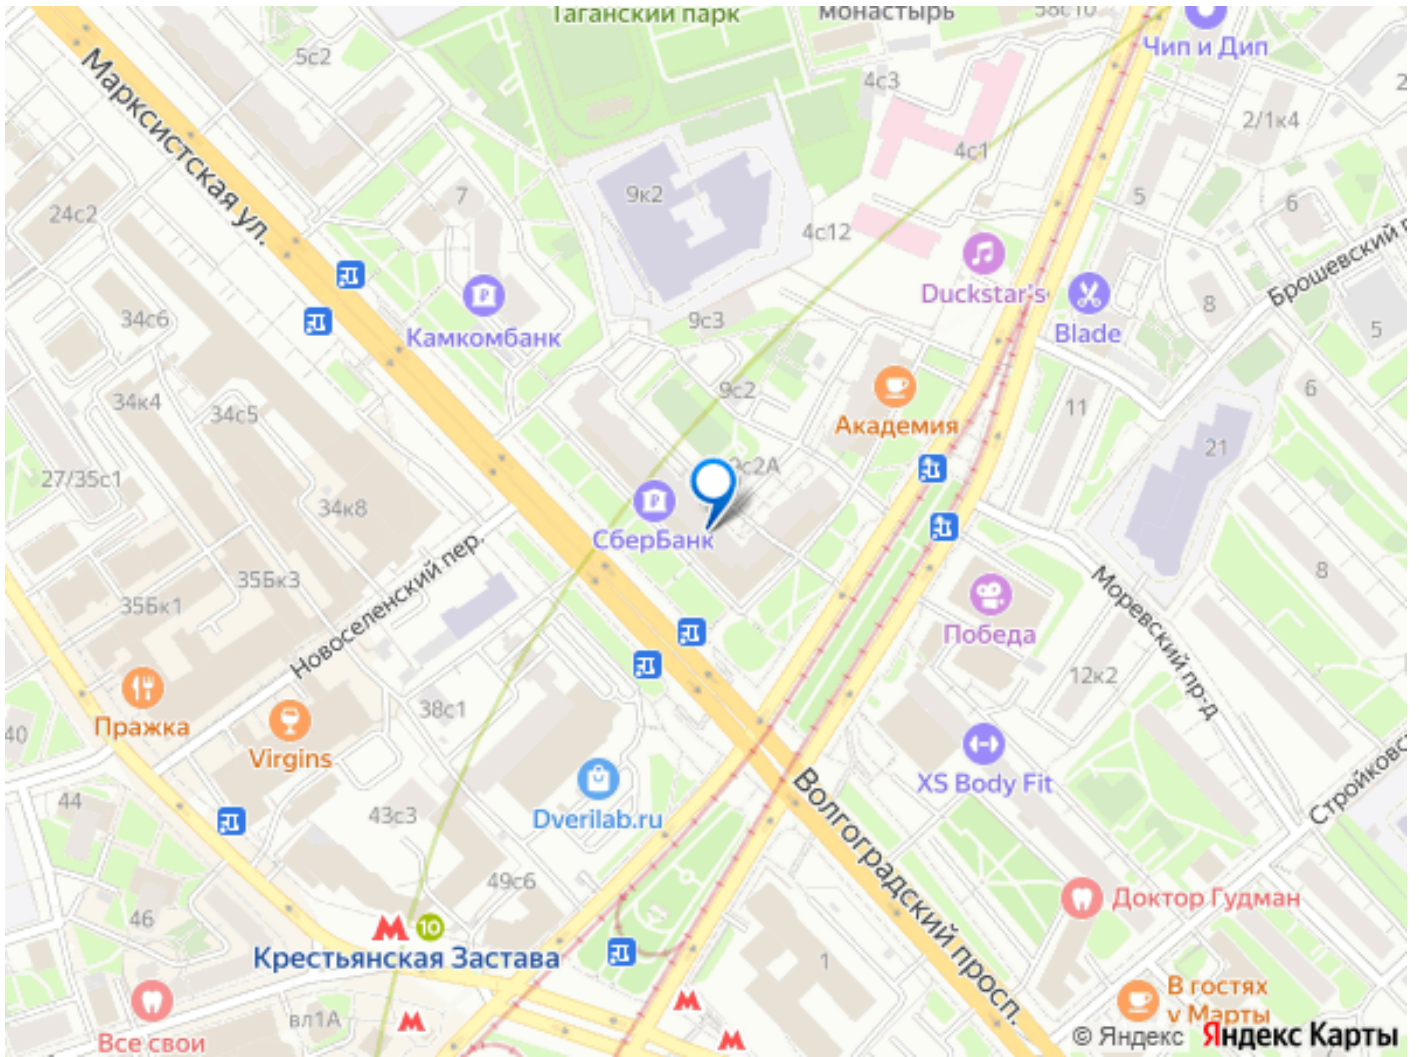 Таганский парк
монастырь
58с10
Чип и Дип
5с2
4с3
2/1к4
Марксистская ул.
4с1
24с2
7
9к2
5
6
4с12
Брошевский
Duckstar's
8
34с6
Камкомбанк
9с3
Blade
5
34к4
34с5
9с2
11
6
Академия
27/35с1
21
34к8
СберБанк
Новоселенский пер.
35Бк3
35Бк1
8
Моревский пр-д
Победа
12к2
Пражка
38с1
40
Virgins
XS Body Fit
Волгоградский просп.
44
43с3
Dverilab.ru
49с6
46
10
Крестьянская Застава
Доктор Гудман
1
вл1А
Все свои
В гостях
у Марты
© Яндекс Яндекс Карты